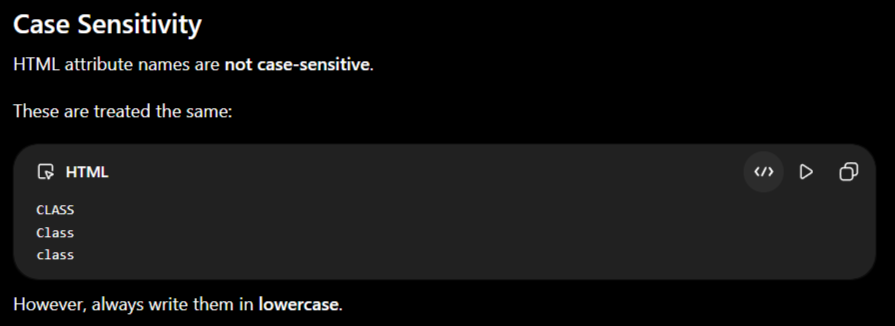 Case Sensitivity
HTML attribute names are not case-sensitive.
These are treated the same:
HTML
CLASS
Class
class
However, always write them in lowercase.